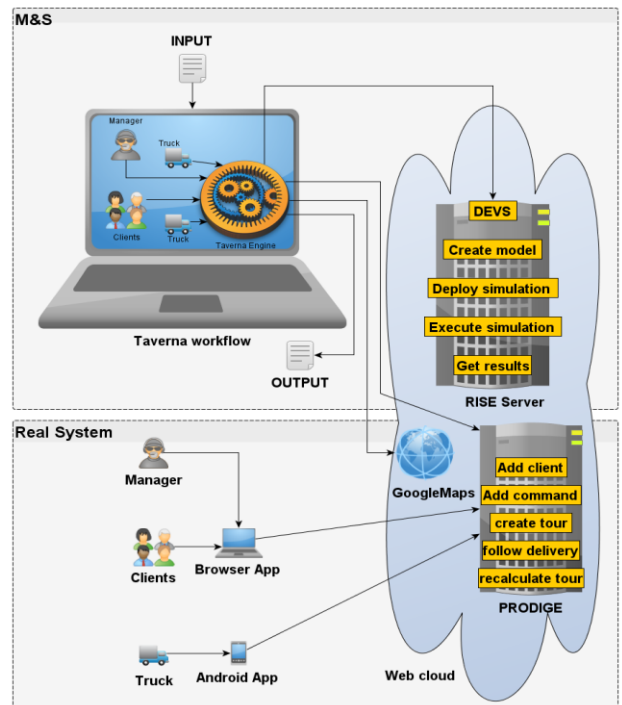 M&S
INPUT
Manager
Truck
Clients
Truck
Taverna Engine
Taverna workflow
OUTPUT
DEVS
Create model
Deploy simulation
Execute simulation
Get results
RISE Server
Real System
Manager
Clients
Browser App
Truck
Android App
GoogleMaps
Add client
Add command
create tour
follow delivery
recalculate tour
PRODIGE
Web cloud